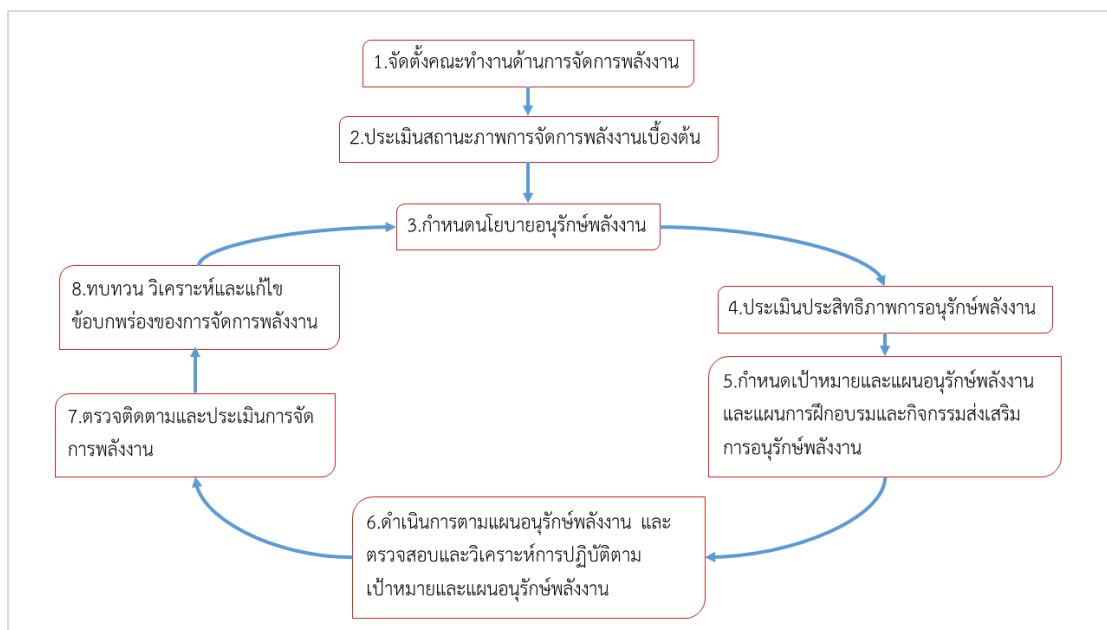 1.จัดตั้งคณะทำงานด้านการจัดการพลังงาน
2.ประเมินสถานะภาพการจัดการพลังงานเบื้องต้น
3.กำหนดนโยบายอนุรักษ์พลังงาน
4.ประเมินประสิทธิภาพการอนุรักษ์พลังงาน
5.กำหนดเป้าหมายและแผนอนุรักษ์พลังงาน
และแผนการฝึกอบรมและกิจกรรมส่งเสริม
การอนุรักษ์พลังงาน
6.ดำเนินการตามแผนอนุรักษ์พลังงาน และ
ตรวจสอบและวิเคราะห์การปฏิบัติตาม
เป้าหมายและแผนอนุรักษ์พลังงาน
7.ตรวจติดตามและประเมินการจัด
การพลังงาน
8.ทบทวน วิเคราะห์และแก้ไข
ข้อบกพร่องของการจัดการพลังงาน